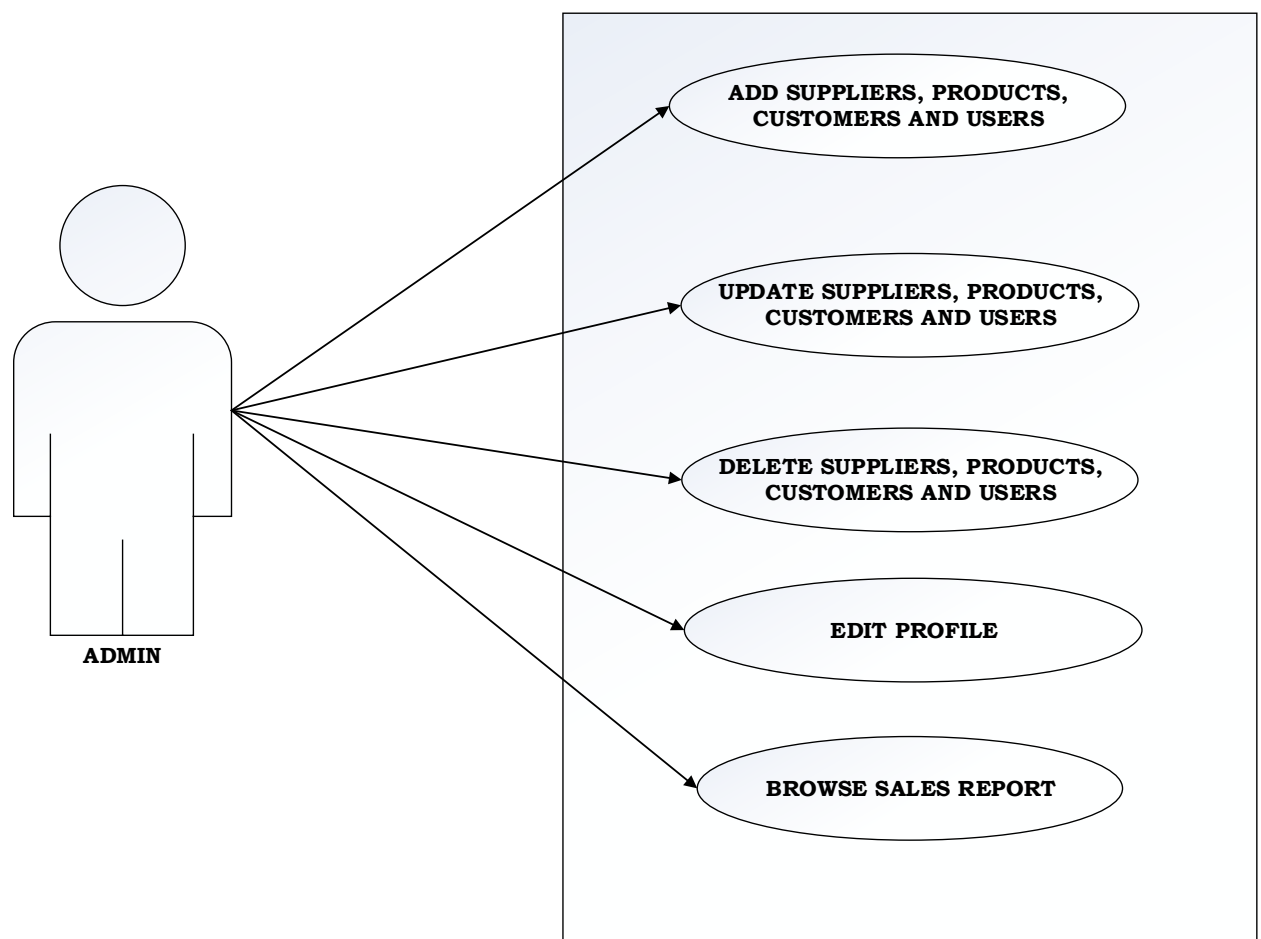 ADD SUPPLIERS, PRODUCTS,
CUSTOMERS AND USERS
UPDATE SUPPLIERS, PRODUCTS,
CUSTOMERS AND USERS
DELETE SUPPLIERS, PRODUCTS,
CUSTOMERS AND USERS
EDIT PROFILE
ADMIN
BROWSE SALES REPORT